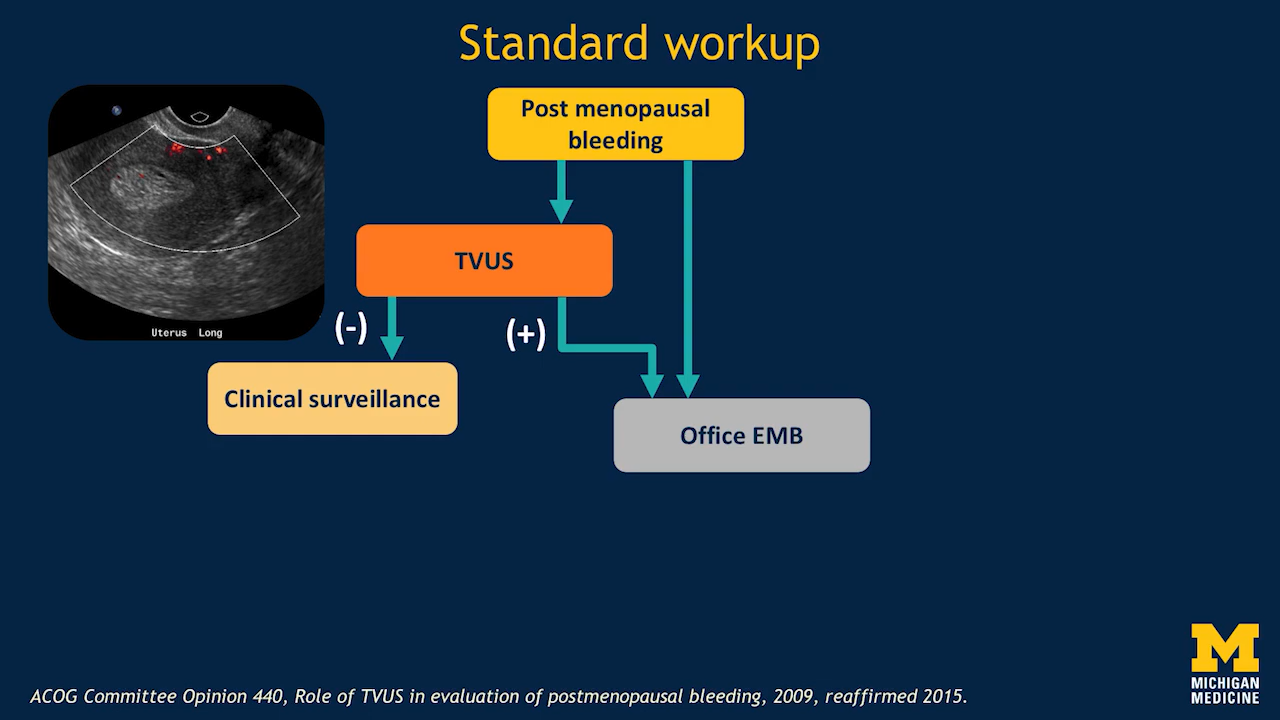 Standard workup
Post menopausal
bleeding
TVUS
(-)
(+)
Clinical surveillance
Office EMB
Uterus Long
MICHIGAN
MEDICINE
ACOG Committee Opinion 440, Role of TVUS in evaluation of postmenopausal bleeding, 2009, reaffirmed 2015.